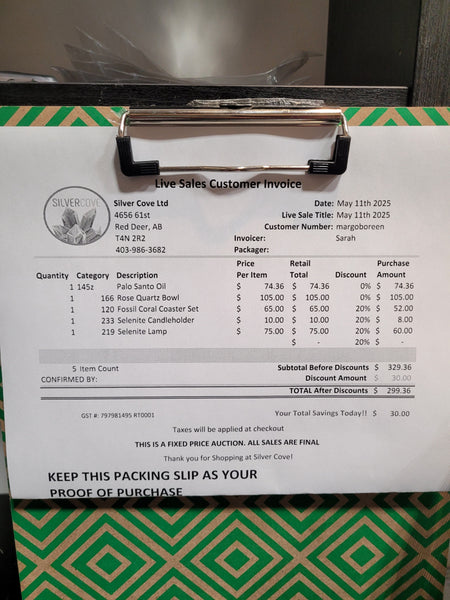 Live Sales Customer Invoice
SILVERCOVE
Silver Cove Ltd
4656 61st
Red Deer, AB
T4N 2R2
403-986-3682
Date: May 11th 2025
Live Sale Title: May 11th 2025
Customer Number: margoboreen
Invoicer: Sarah
Packager:
Quantity Category Description Price Per Item Retail Total Discount Purchase Amount
1 145z Palo Santo Oil $ 74.36 $ 74.36 0% $ 74.36
1 166 Rose Quartz Bowl $ 105.00 $ 105.00 0% $ 105.00
1 120 Fossil Coral Coaster Set $ 65.00 $ 65.00 20% $ 52.00
1 233 Selenite Candleholder $ 10.00 $ 10.00 20% $ 8.00
1 219 Selenite Lamp $ 75.00 $ 75.00 20% $ 60.00
$ - 20% $ -
5 Item Count Subtotal Before Discounts $ 329.36
CONFIRMED BY: Discount Amount $ 30.00
TOTAL After Discounts $ 299.36
GST #: 797981495 RT0001 Your Total Savings Today!! $ 30.00
Taxes will be applied at checkout
THIS IS A FIXED PRICE AUCTION. ALL SALES ARE FINAL
Thank you for Shopping at Silver Cove!
KEEP THIS PACKING SLIP AS YOUR
PROOF OF PURCHASE